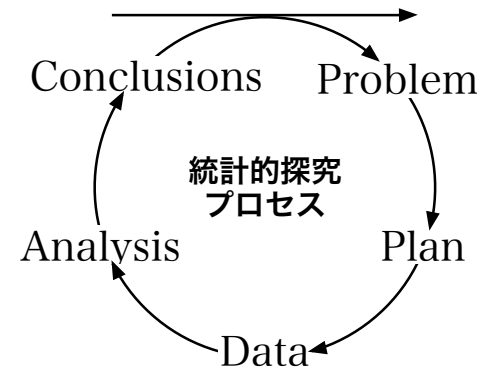 Conclusions
Problem
統計的探究
プロセス
Analysis
Plan
Data